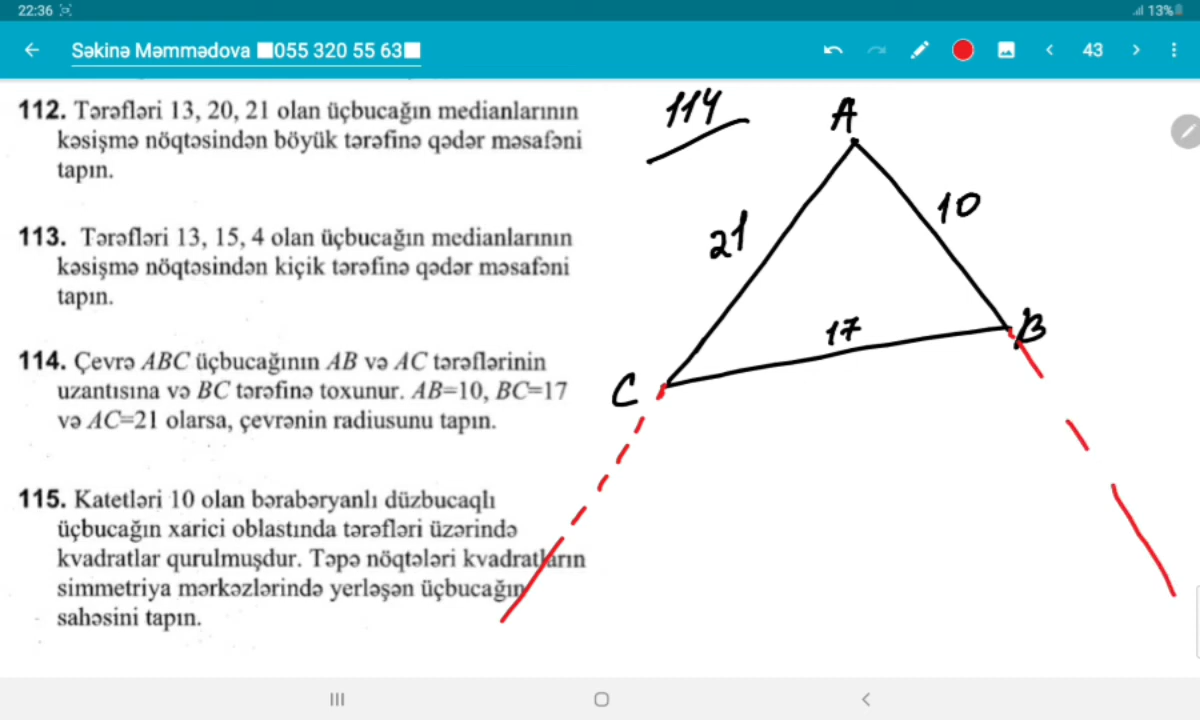 22:36
13%
Səkinə Məmmədova 055 320 55 63
43
112. Tərəfləri 13, 20, 21 olan üçbucağın medianlarının
kəsişmə nöqtəsindən böyük tərəfinə qədər məsafəni
tapın.
113. Tərəfləri 13, 15, 4 olan üçbucağın medianlarının
kəsişmə nöqtəsindən kiçik tərəfinə qədər məsafəni
tapın.
114. Çevrə ABC üçbucağının AB və AC tərəflərinin
uzantısına və BC tərəfinə toxunur. AB=10, BC=17
və AC=21 olarsa, çevrənin radiusunu tapın.
115. Katetləri 10 olan bərabəryanlı düzbucaqlı
üçbucağın xarici oblastında tərəfləri üzərində
kvadratlar qurulmuşdur. Təpə nöqtələri kvadratların
simmetriya mərkəzlərində yerləşən üçbucağın
sahəsini tapın.
114
A
21
10
17
B
C